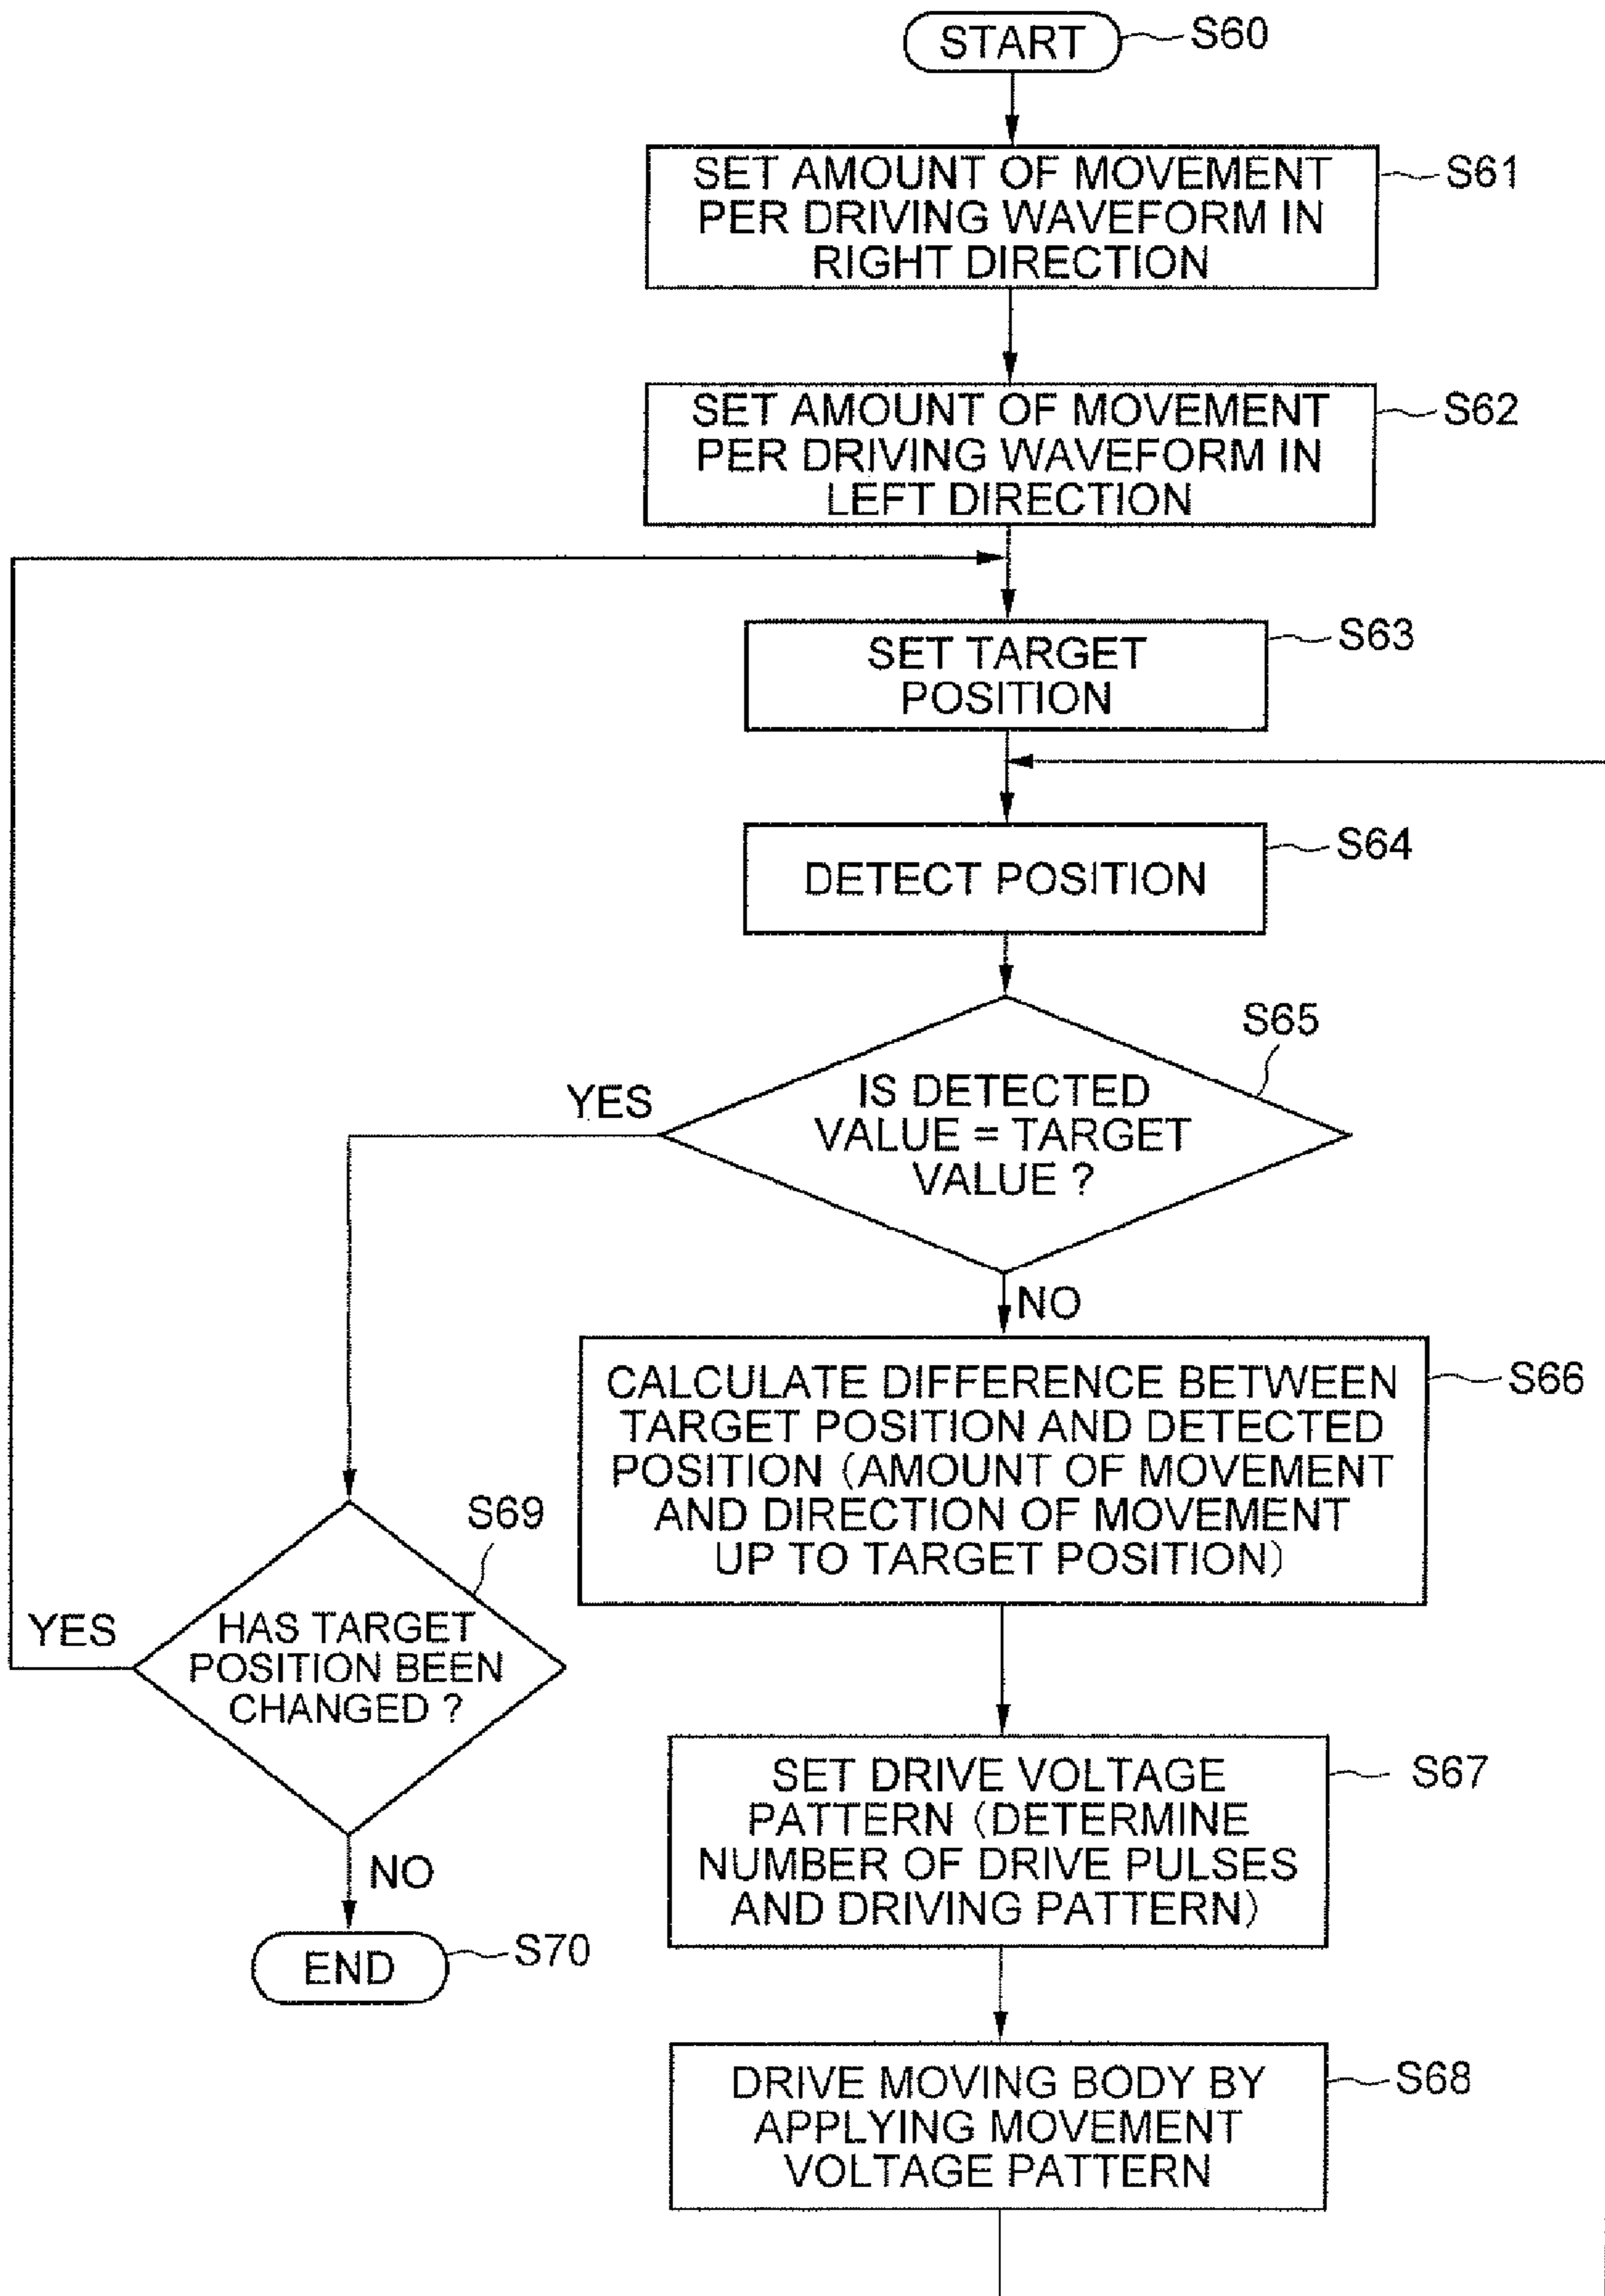 START
S60
SET AMOUNT OF MOVEMENT
PER DRIVING WAVEFORM IN
RIGHT DIRECTION
S61
SET AMOUNT OF MOVEMENT
PER DRIVING WAVEFORM IN
LEFT DIRECTION
S62
SET TARGET
POSITION
S63
DETECT POSITION
S64
IS DETECTED
VALUE = TARGET
VALUE ?
S65
YES
NO
CALCULATE DIFFERENCE BETWEEN
TARGET POSITION AND DETECTED
POSITION (AMOUNT OF MOVEMENT
AND DIRECTION OF MOVEMENT
UP TO TARGET POSITION)
S66
HAS TARGET
POSITION BEEN
CHANGED ?
S69
YES
NO
END
S70
SET DRIVE VOLTAGE
PATTERN (DETERMINE
NUMBER OF DRIVE PULSES
AND DRIVING PATTERN)
S67
DRIVE MOVING BODY BY
APPLYING MOVEMENT
VOLTAGE PATTERN
S68